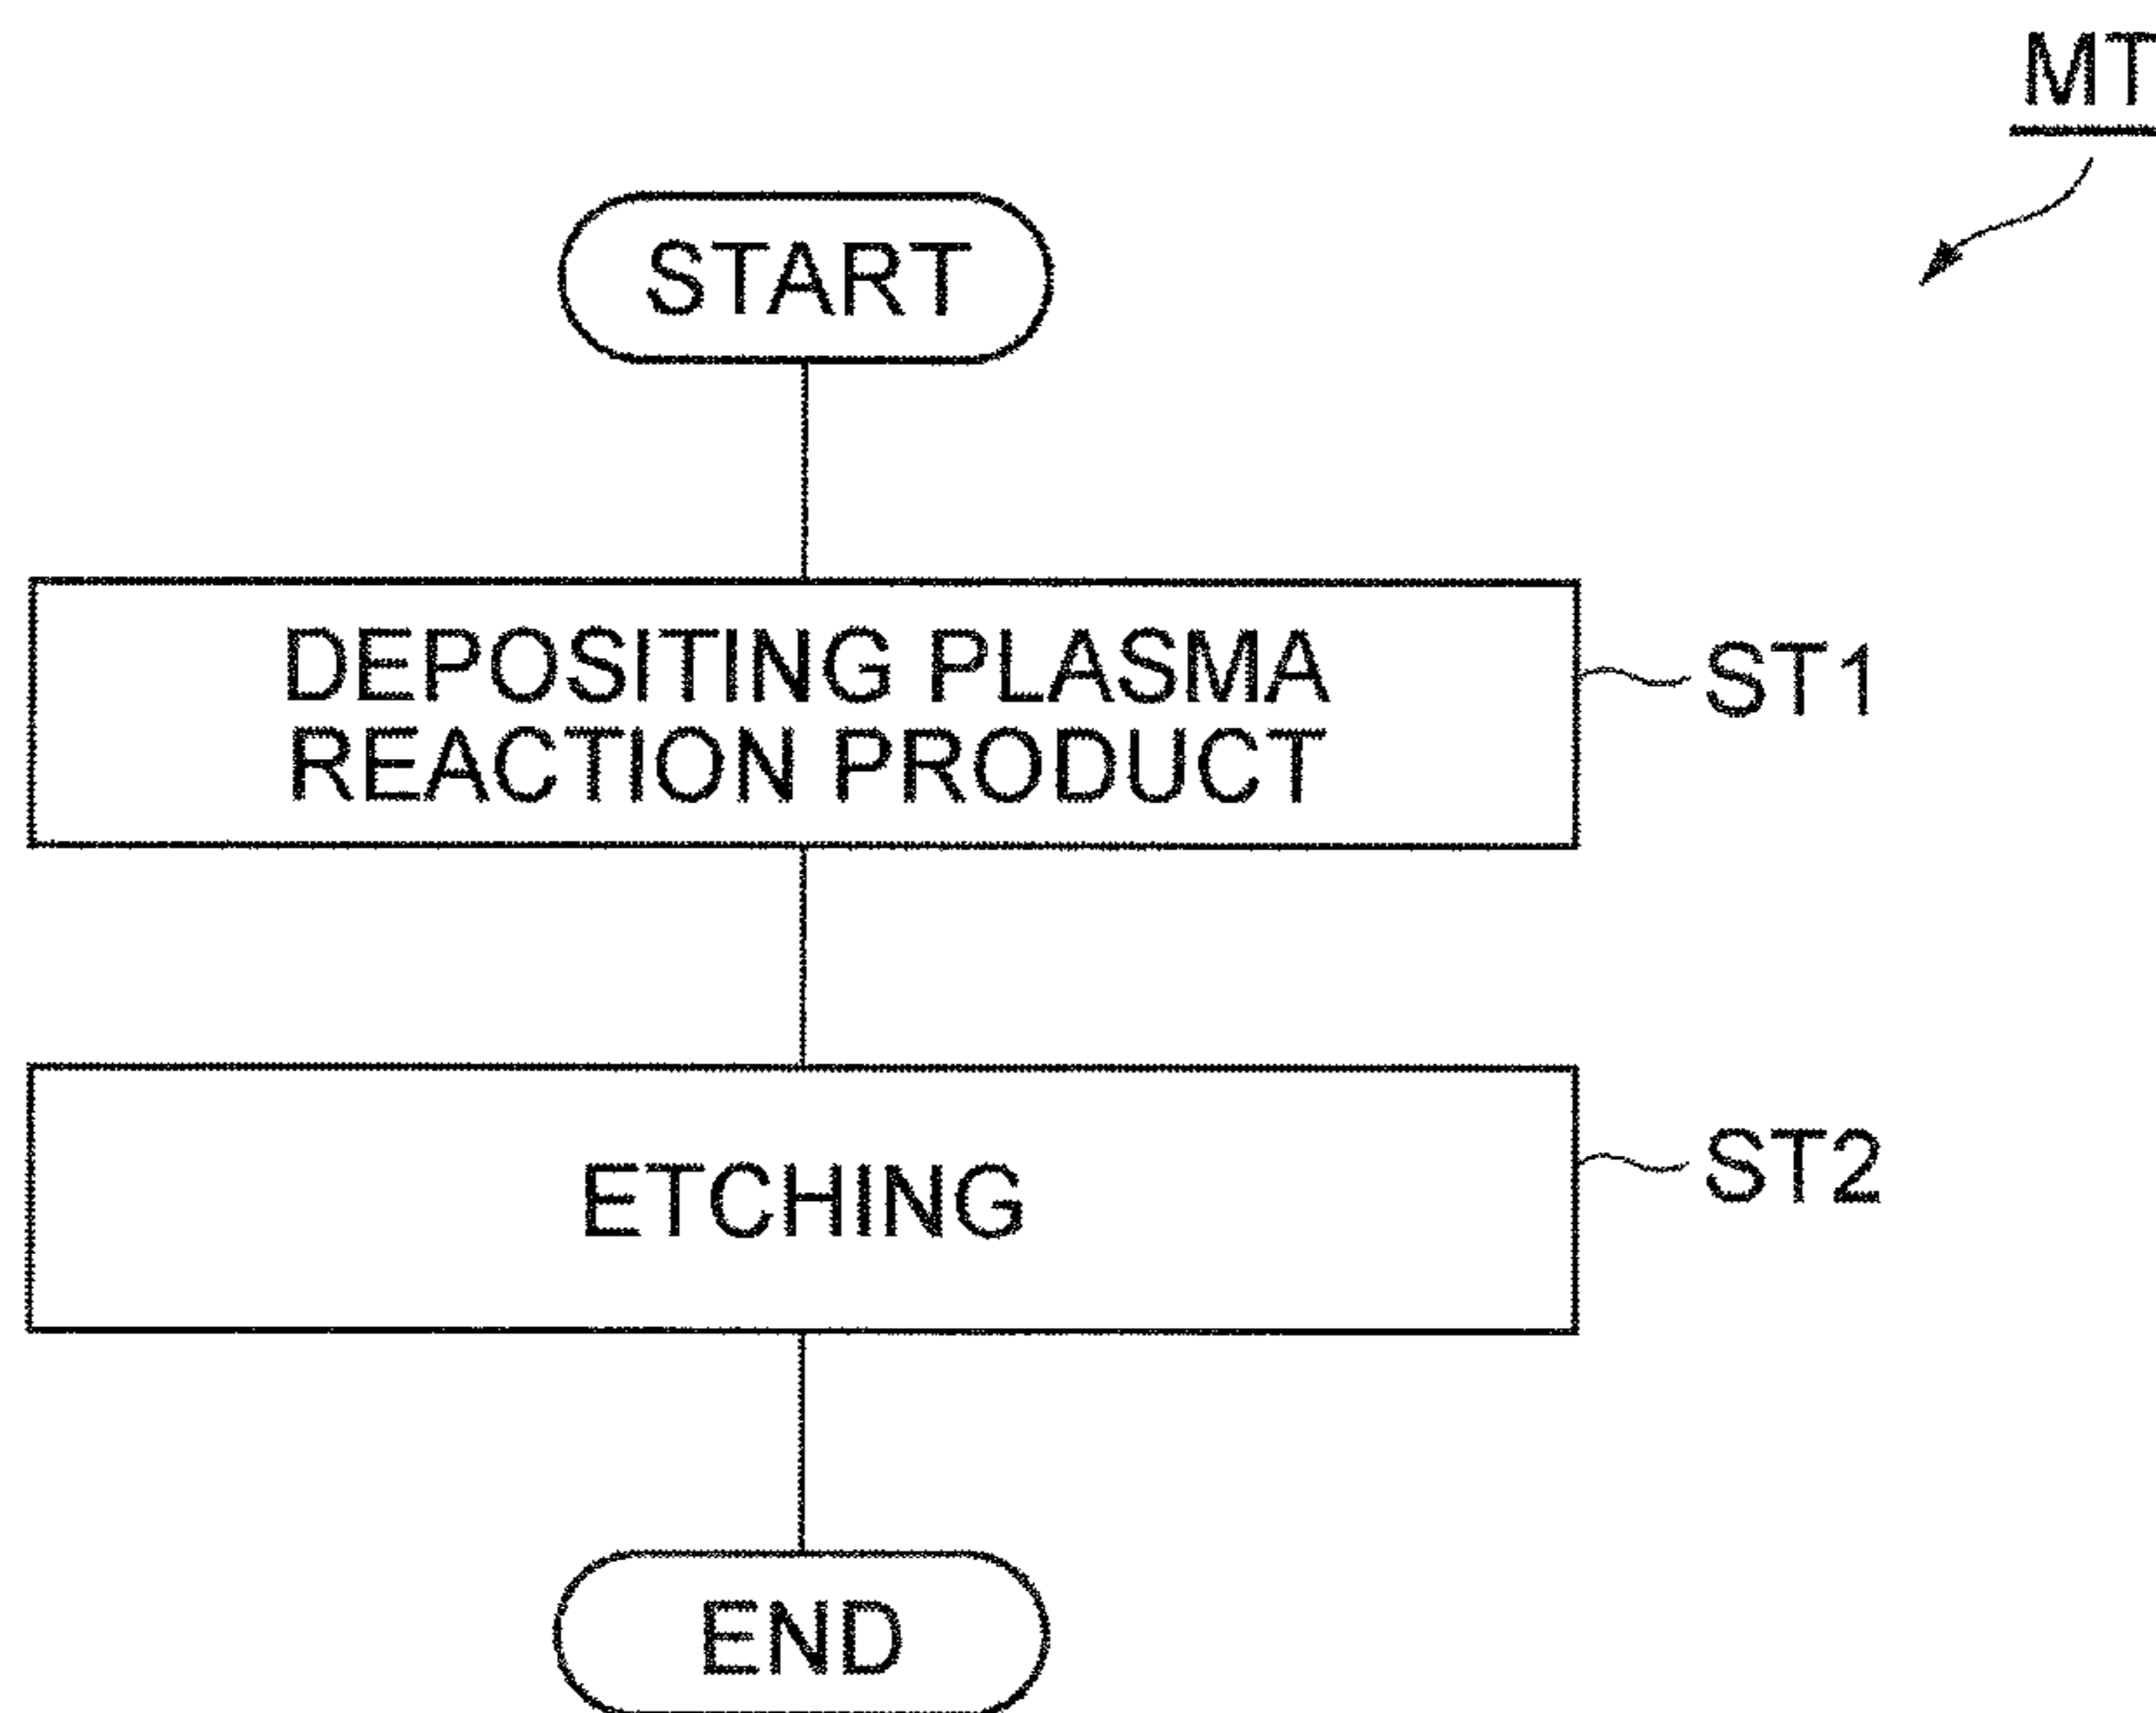 MT
START
DEPOSITING PLASMA
REACTION PRODUCT
ST1
ETCHING
ST2
END